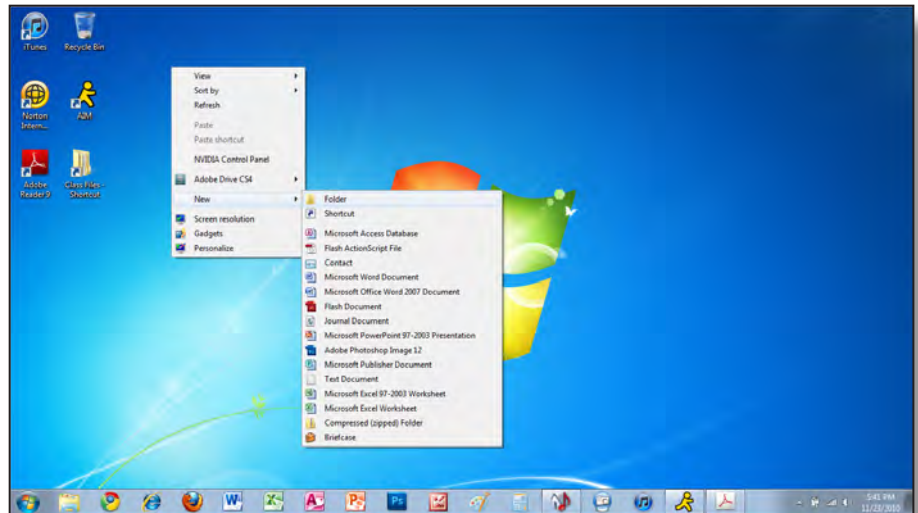 iTunes
Recycle Bin
Norton
Intern...
AIM
Adobe
Reader 9
Class Files -
Shortcut
View
Sort by
Refresh
Paste
Paste shortcut
NVIDIA Control Panel
Adobe Drive CS4
New
Screen resolution
Gadgets
Personalize
Folder
Shortcut
Microsoft Access Database
Flash ActionScript File
Contact
Microsoft Word Document
Microsoft Office Word 2007 Document
Flash Document
Journal Document
Microsoft PowerPoint 97-2003 Presentation
Adobe Photoshop Image 12
Microsoft Publisher Document
Text Document
Microsoft Excel 97-2003 Worksheet
Microsoft Excel Worksheet
Compressed (zipped) Folder
Briefcase
Ps
5:41 PM
11/23/2010